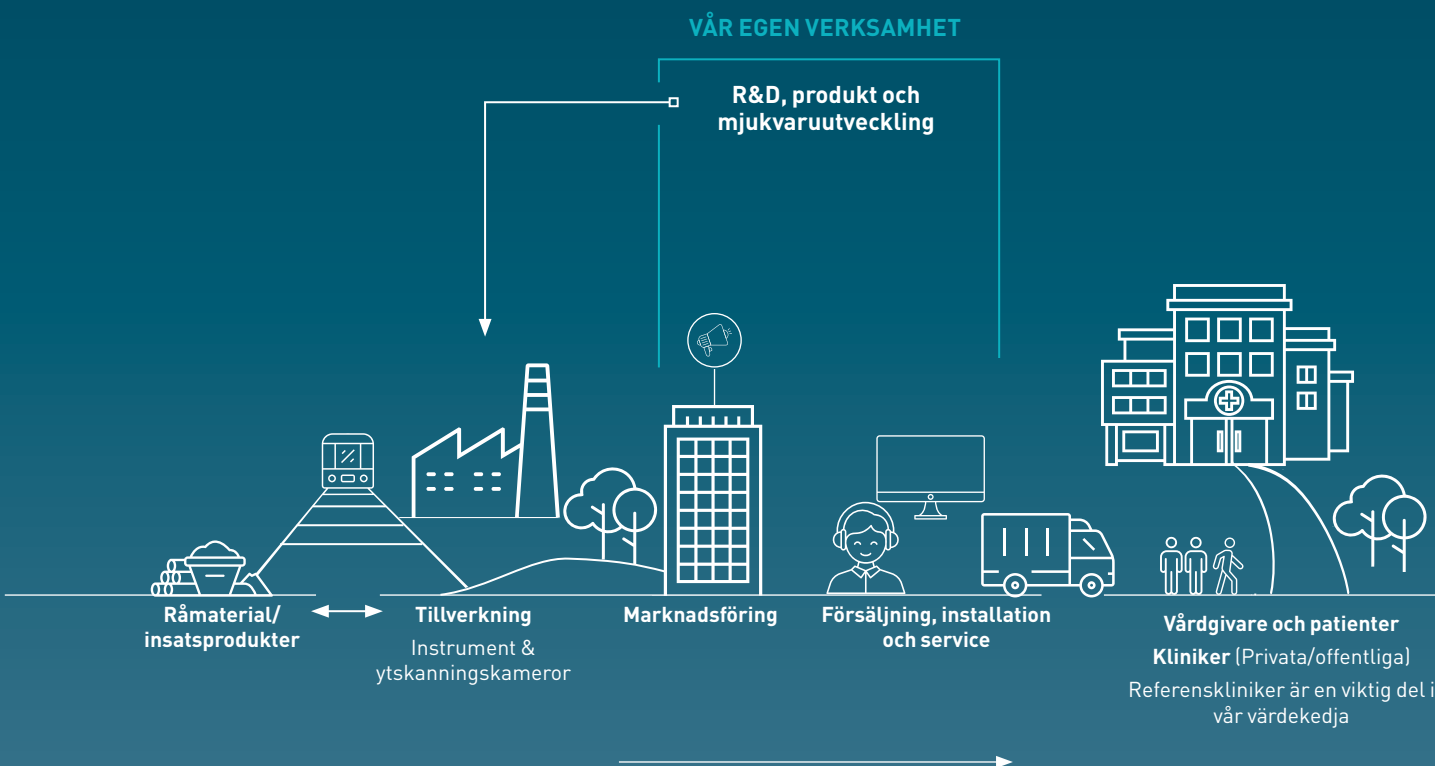 VÅR EGEN VERKSAMHET
R&D, produkt och
mjukvaruutveckling
Råmaterial/
insatsprodukter
Tillverkning
Instrument &
ytskanningskameror
Marknadsföring
Försäljning, installation
och service
Vårdgivare och patienter
Kliniker (Privata/offentliga)
Referenskliniker är en viktig del i
vår värdekedja